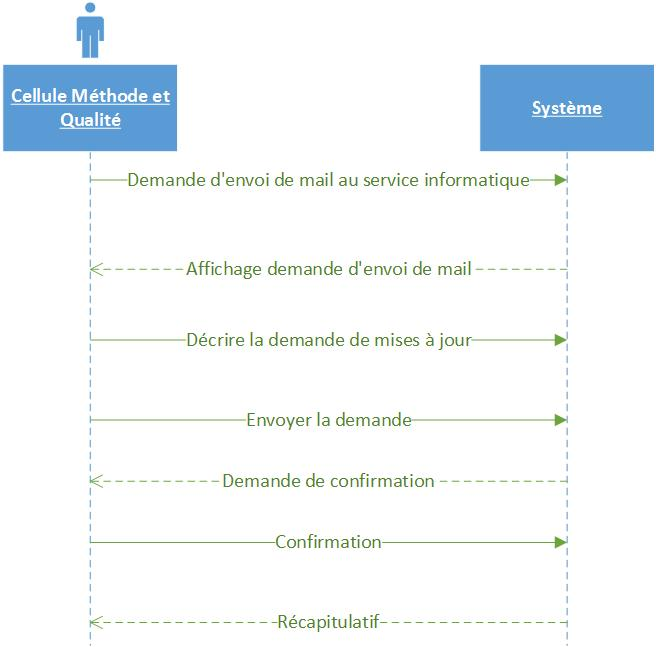 Cellule Méthode et
Qualité
Système
Demande d'envoi de mail au service informatique
Affichage demande d'envoi de mail
Décrire la demande de mises à jour
Envoyer la demande
Demande de confirmation
Confirmation
Récapitulatif